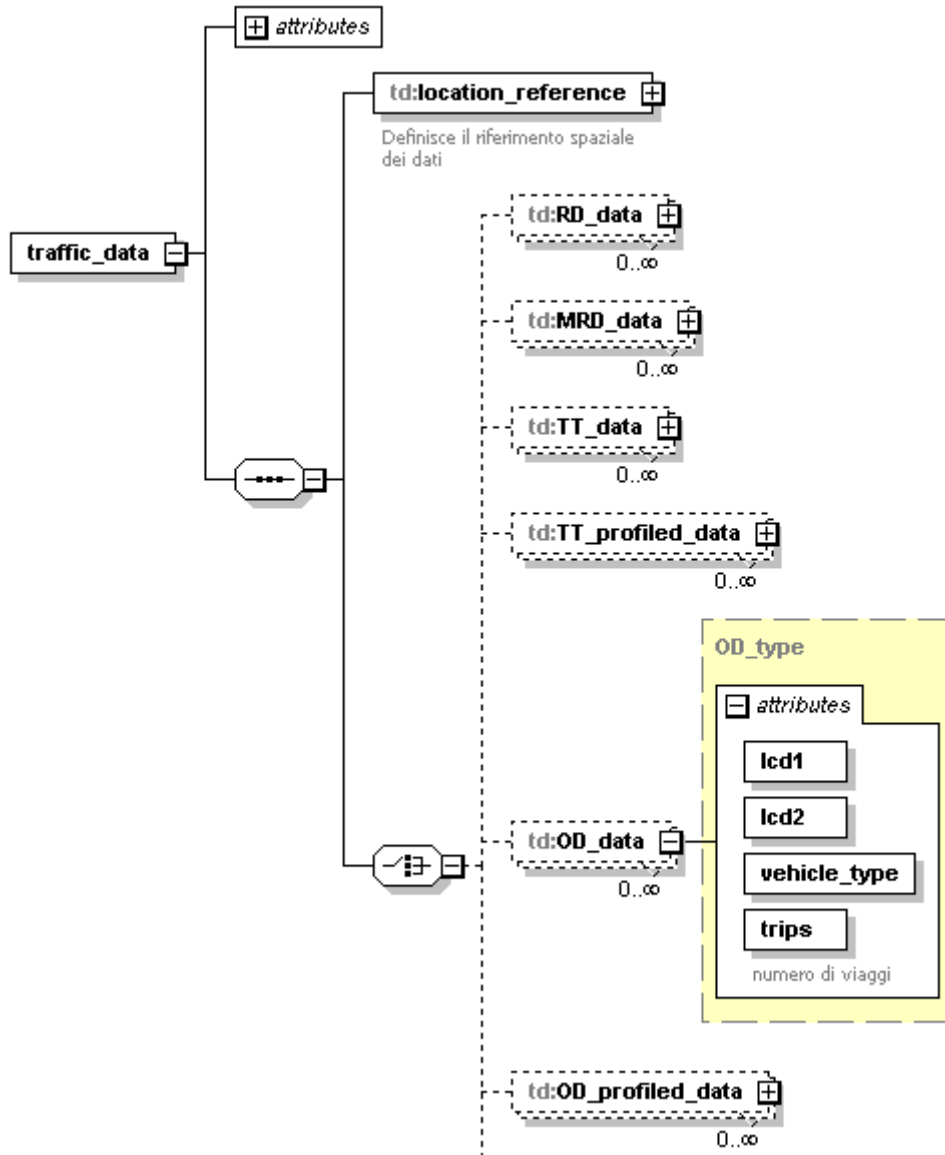 attributes
td:location_reference
Definisce il riferimento spaziale
dei dati
traffic_data
td:RD_data
0..∞
td:MRD_data
0..∞
td:TT_data
0..∞
td:TT_profiled_data
0..∞
OD_type
attributes
lcd1
lcd2
vehicle_type
trips
numero di viaggi
td:OD_data
0..∞
td:OD_profiled_data
0..∞